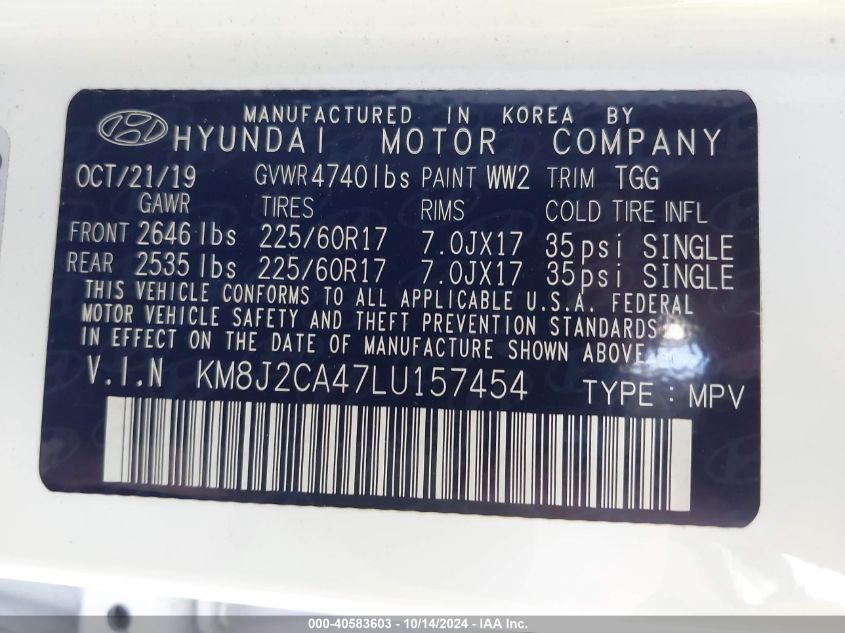 MANUFACTURED IN KOREA BY
HYUNDAI MOTOR COMPANY
OCT/21/19 GVWR 4740lbs PAINT WW2 TRIM TGG
GAWR TIRES RIMS COLD TIRE INFL
FRONT 2646 lbs 225/60R17 7.0JX17 35psi SINGLE
REAR 2535 lbs 225/60R17 7.0JX17 35psi SINGLE
THIS VEHICLE CONFORMS TO ALL APPLICABLE U.S.A. FEDERAL
MOTOR VEHICLE SAFETY AND THEFT PREVENTION STANDARDS
IN EFFECT ON THE DATE OF MANUFACTURE SHOWN ABOVE.
V.I.N KM8J2CA47LU157454 TYPE : MPV
000-40583603 - 10/14/2024 - IAA Inc.